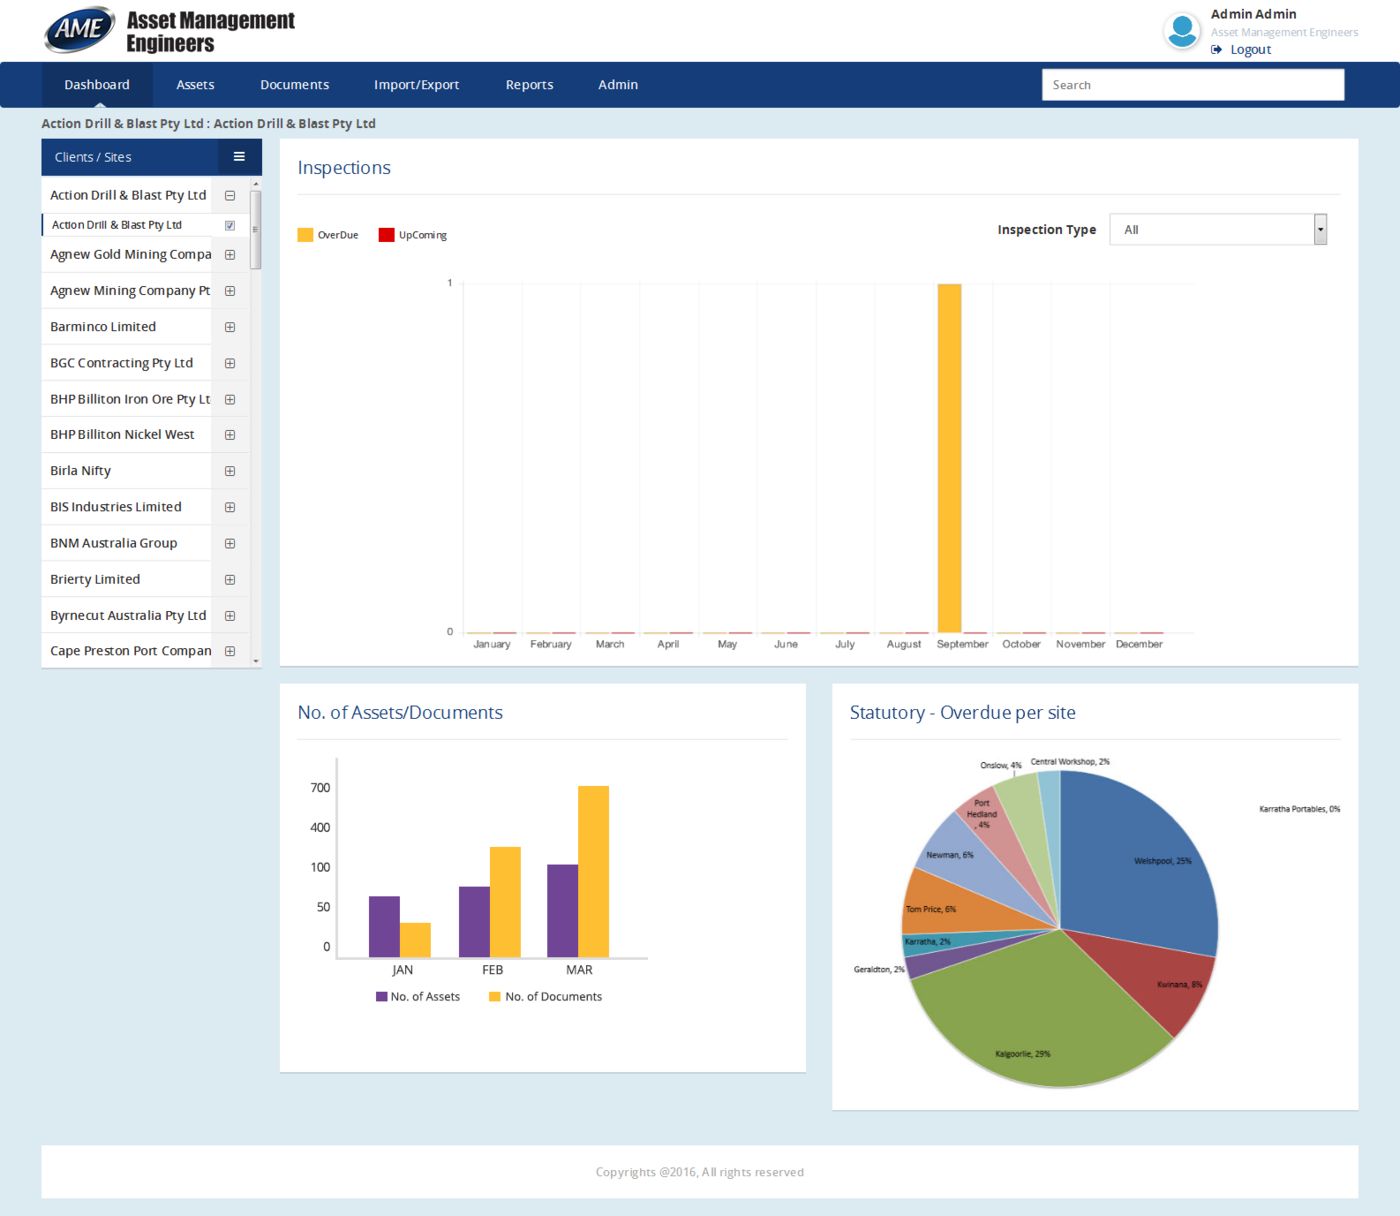 AME
Asset Management
Engineers
Admin Admin
Asset Management Engineers
Logout
Dashboard
Assets
Documents
Import/Export
Reports
Admin
Search
Action Drill & Blast Pty Ltd : Action Drill & Blast Pty Ltd
Clients / Sites
Action Drill & Blast Pty Ltd
Action Drill & Blast Pty Ltd
Agnew Gold Mining Compa
Agnew Mining Company Pt
Barminco Limited
BGC Contracting Pty Ltd
BHP Billiton Iron Ore Pty Lt
BHP Billiton Nickel West
Birla Nifty
BIS Industries Limited
BNM Australia Group
Brierty Limited
Byrnecut Australia Pty Ltd
Cape Preston Port Compan
Inspections
OverDue
UpComing
Inspection Type
All
1
0
January
February
March
April
May
June
July
August
September
October
November
December
No. of Assets/Documents
700
400
100
50
0
JAN
FEB
MAR
No. of Assets
No. of Documents
Statutory - Overdue per site
Onslow, 4%
Central Workshop, 2%
Port
Hedland
, 4%
Karratha Portables, 0%
Newman, 6%
Welshpool, 25%
Tom Price, 6%
Karratha, 2%
Geraldton, 2%
Kwinana, 8%
Kalgoorlie, 29%
Copyrights @2016, All rights reserved